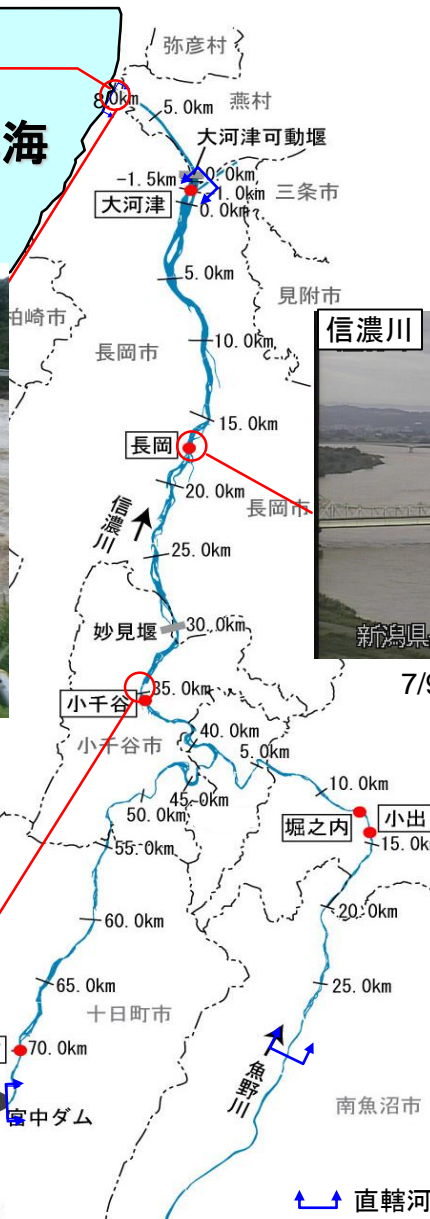 弥彦村
8.0km
5.0km
燕村
海
大河津可動堰
-1.5km
0.0km
1.0km
大河津
0.0km
三条市
5.0km
見附市
柏崎市
10.0km
信濃川
長岡市
15.0km
長岡
20.0km
長岡市
信濃川
25.0km
妙見堰
30.0km
新潟県
7/9
35.0km
小千谷
小千谷市
40.0km
5.0km
45.0km
10.0km
50.0km
堀之内
小出
15.0km
55.0km
20.0km
60.0km
25.0km
65.0km
十日町市
70.0km
魚野川
宮中ダム
南魚沼市
直轄河